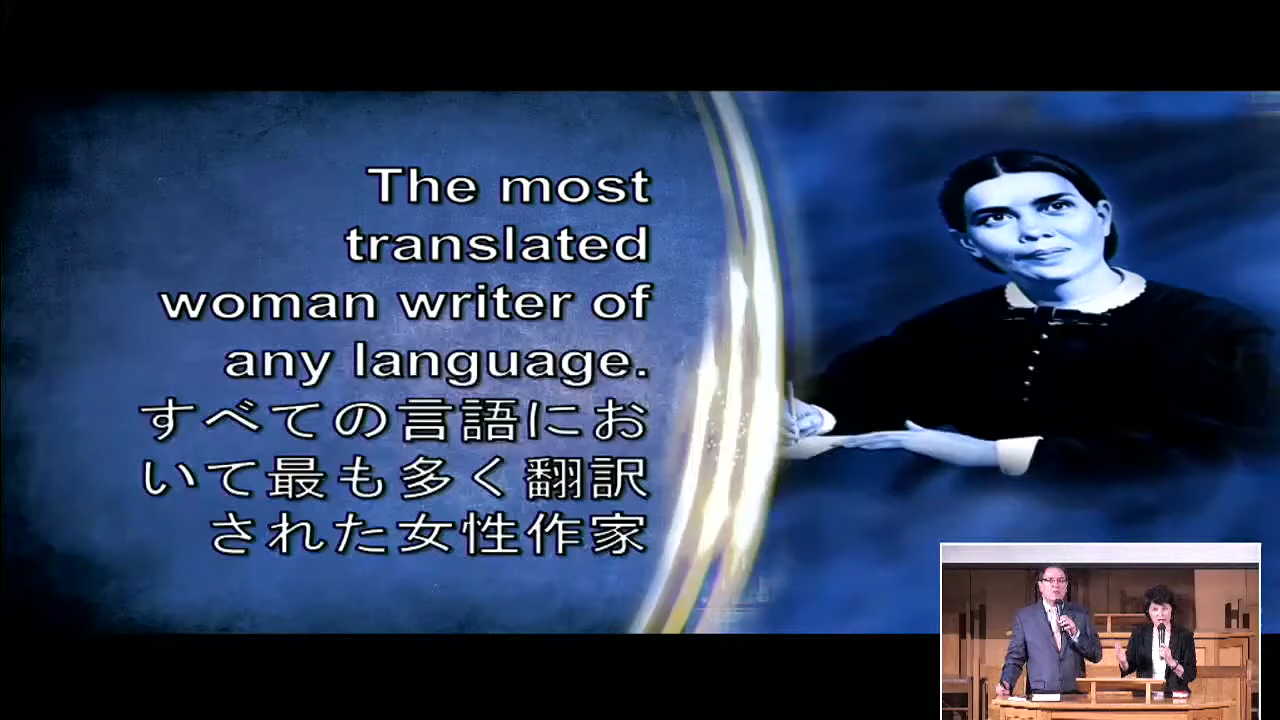 The most
translated
woman writer of
any language.
すべての言語にお
いて最も多く翻訳
された女性作家